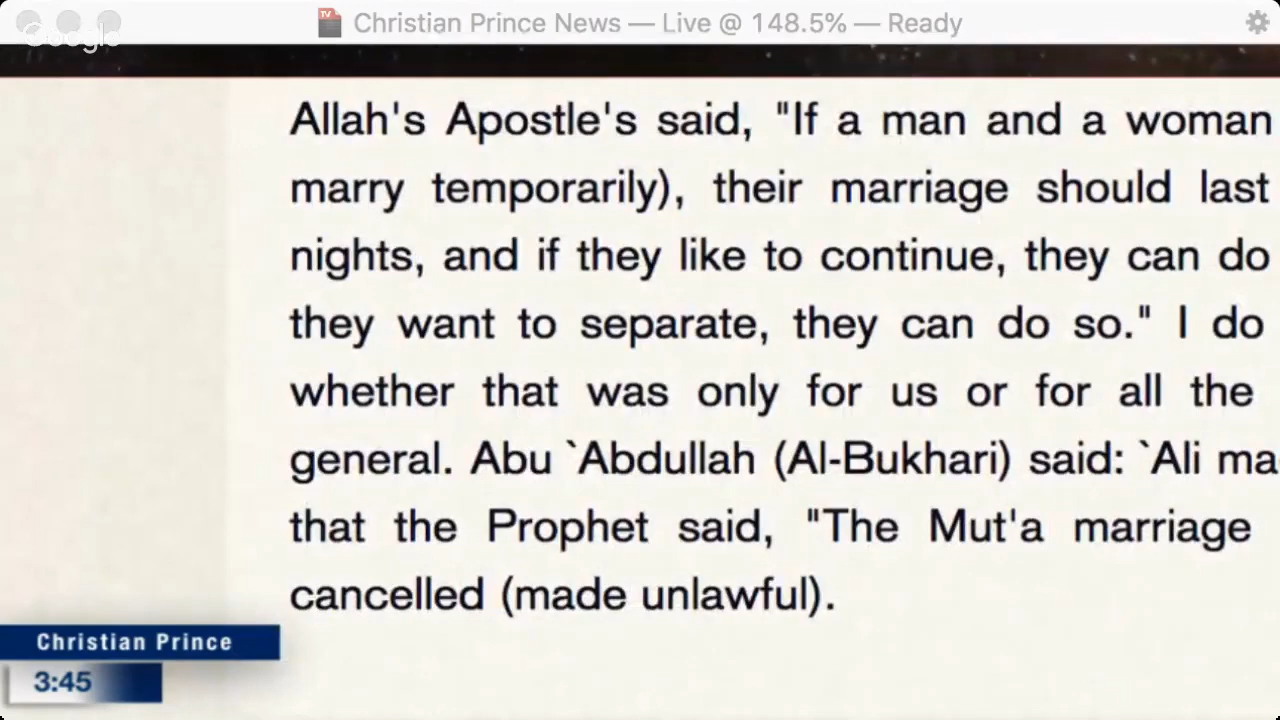 Christian Prince News — Live @ 148.5% — Ready
Google
Allah's Apostle's said, "If a man and a woman
marry temporarily), their marriage should last
nights, and if they like to continue, they can do
they want to separate, they can do so." I do
whether that was only for us or for all the
general. Abu `Abdullah (Al-Bukhari) said: `Ali ma
that the Prophet said, "The Mut'a marriage
cancelled (made unlawful).
Christian Prince
3:45